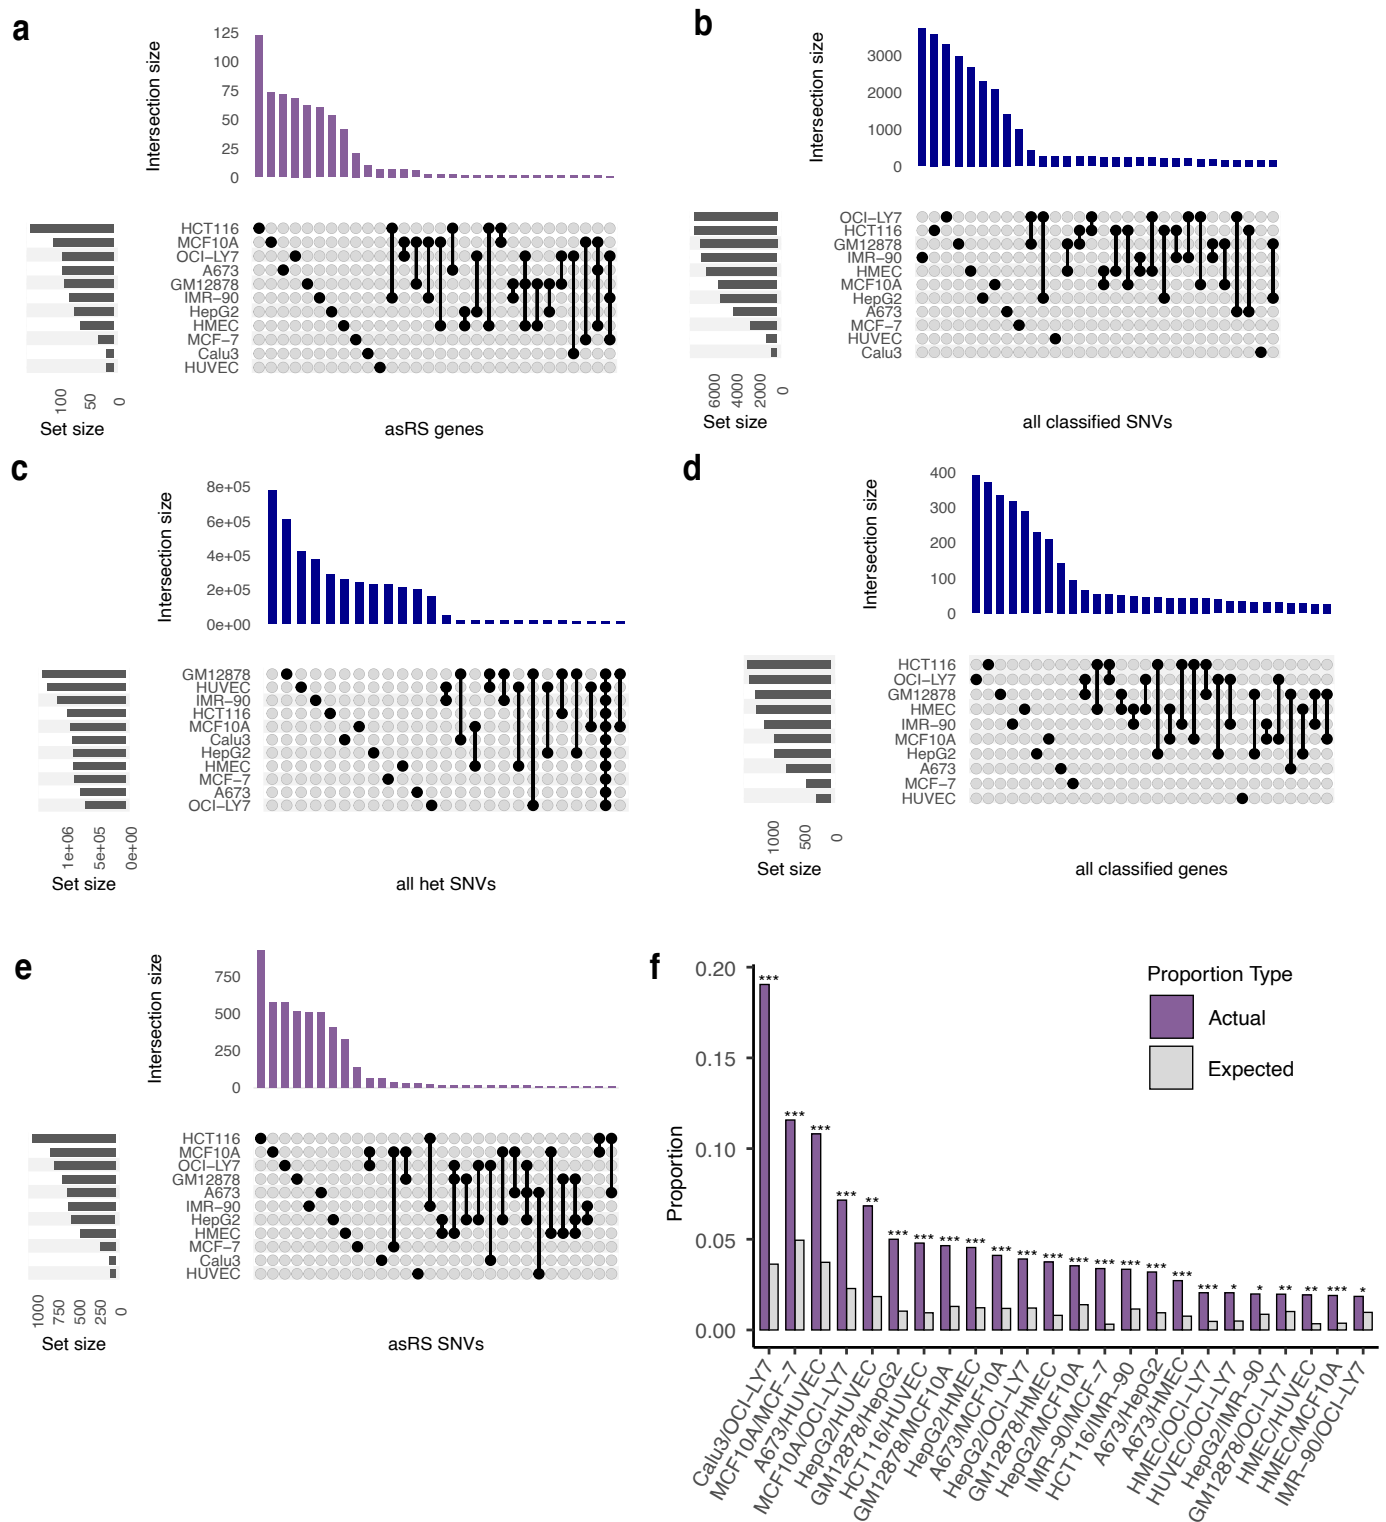 a
125
100
75
50
25
0
Intersection size
HCT116
MCF10A
OCI−LY7
A673
GM12878
IMR−90
HepG2
HMEC
MCF−7
Calu3
HUVEC
100
50
0
Set size
asRS genes
b
3000
2000
1000
0
Intersection size
OCI−LY7
HCT116
GM12878
IMR−90
HMEC
MCF10A
HepG2
A673
MCF−7
HUVEC
Calu3
6000
4000
2000
0
Set size
all classified SNVs
c
8e+05
6e+05
4e+05
2e+05
0e+00
Intersection size
GM12878
HUVEC
IMR−90
HCT116
MCF10A
Calu3
HepG2
HMEC
MCF−7
A673
OCI−LY7
1e+06
5e+05
0e+00
Set size
all het SNVs
d
400
300
200
100
0
Intersection size
HCT116
OCI−LY7
GM12878
HMEC
IMR−90
MCF10A
HepG2
A673
MCF−7
HUVEC
1000
500
0
Set size
all classified genes
e
750
500
250
0
Intersection size
HCT116
MCF10A
OCI−LY7
GM12878
A673
IMR−90
HepG2
HMEC
MCF−7
Calu3
HUVEC
1000
750
500
250
0
Set size
asRS SNVs
f
0.20
0.15
0.10
0.05
0.00
Proportion
Proportion Type
Actual
Expected
***
***
***
***
**
***
***
***
***
***
***
***
***
***
***
***
***
***
*
*
**
**
***
*
Calu3/OCI−LY7
MCF10A/MCF−7
A673/HUVEC
MCF10A/OCI−LY7
HepG2/HUVEC
GM12878/HepG2
HCT116/HUVEC
GM12878/MCF10A
HepG2/HMEC
A673/MCF10A
HepG2/OCI−LY7
GM12878/HMEC
HepG2/MCF10A
IMR−90/MCF−7
HCT116/IMR−90
A673/HepG2
A673/HMEC
HMEC/OCI−LY7
HUVEC/OCI−LY7
HepG2/IMR−90
GM12878/OCI−LY7
HMEC/HUVEC
HMEC/MCF10A
IMR−90/OCI−LY7